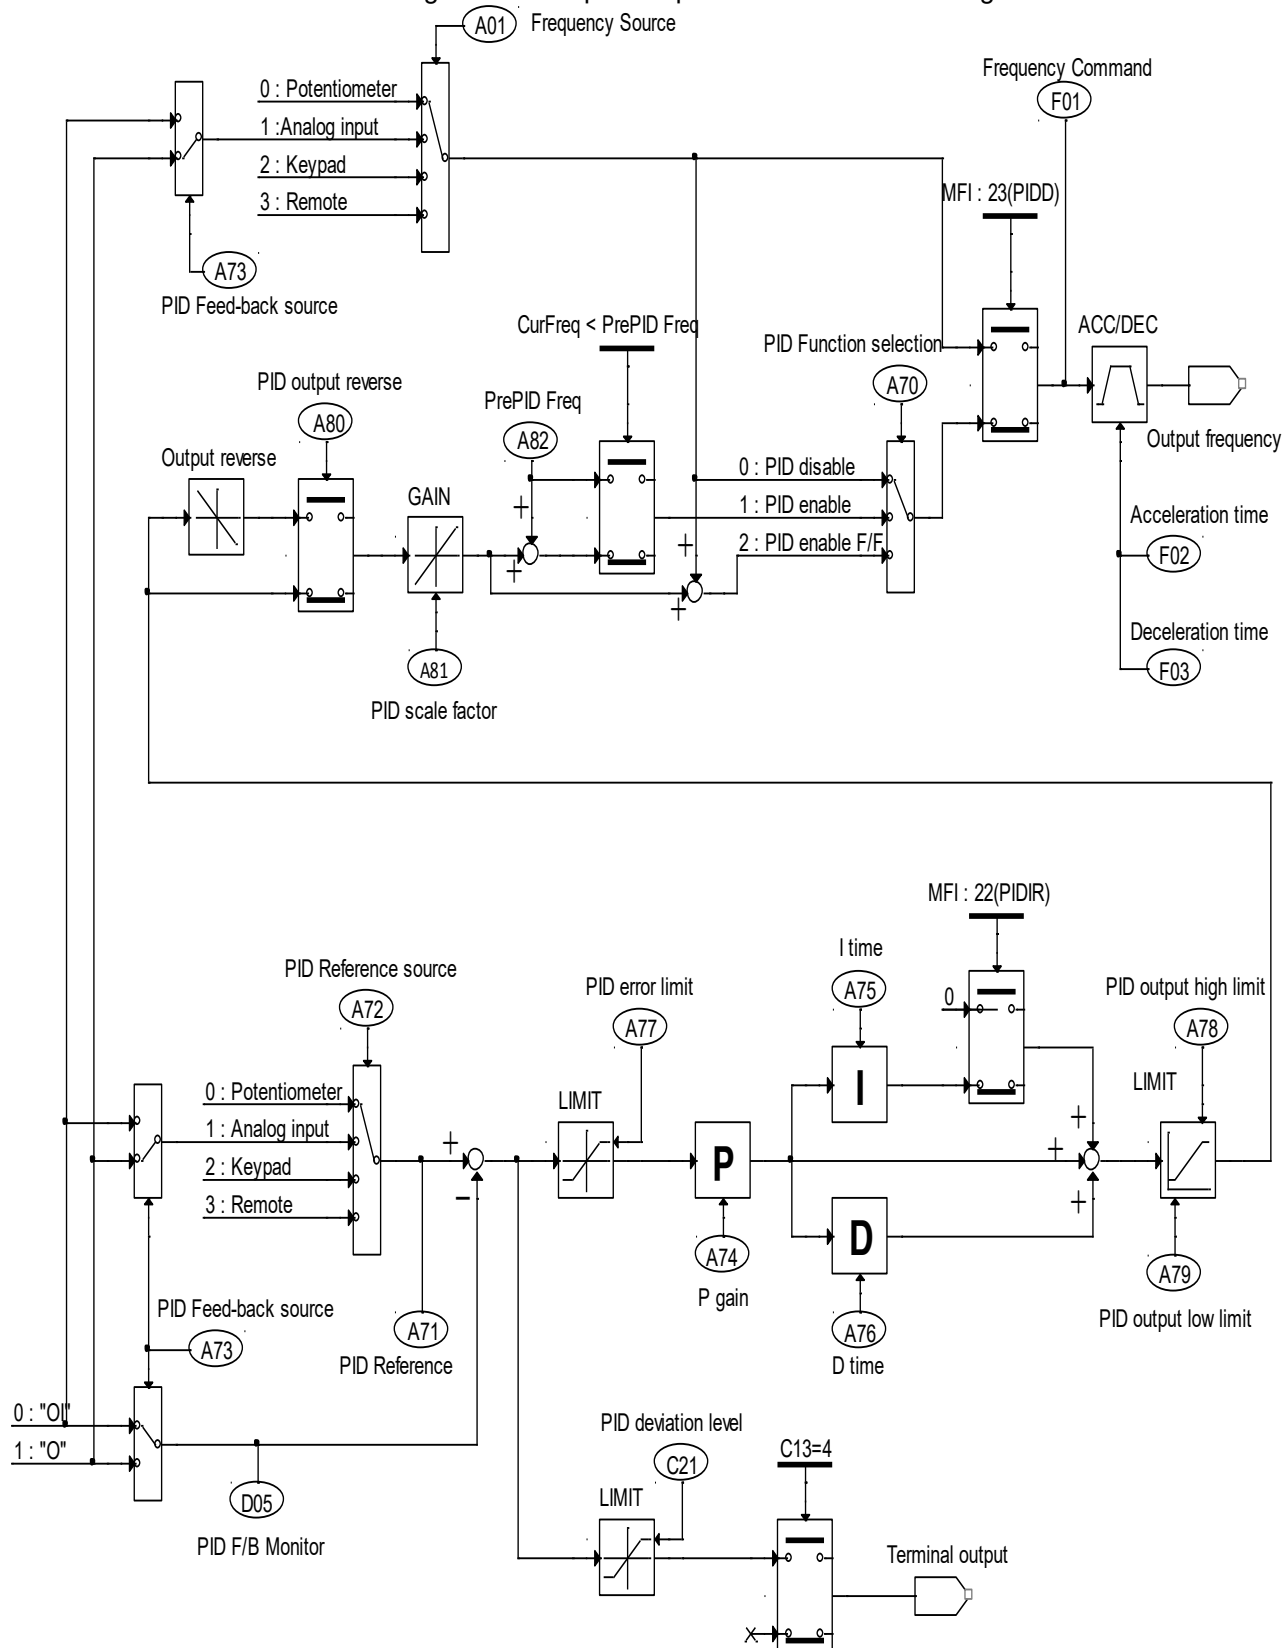 A01 Frequency Source
Frequency Command
F01
0 : Potentiometer
1 :Analog input
2 : Keypad
3 : Remote
MFI : 23(PIDD)
A73
PID Feed-back source
CurFreq < PrePID Freq
PID Function selection
ACC/DEC
A70
PID output reverse
A80
PrePID Freq
A82
Output frequency
Output reverse
GAIN
0 : PID disable
1 : PID enable
2 : PID enable F/F
+
+
+
+
Acceleration time
F02
Deceleration time
F03
A81
PID scale factor
MFI : 22(PIDIR)
I time
A75
PID Reference source
A72
PID error limit
A77
0
PID output high limit
A78
0 : Potentiometer
1 : Analog input
2 : Keypad
3 : Remote
LIMIT
I
LIMIT
+
+
+
P
-
+
D
A74
P gain
A79
PID output low limit
PID Feed-back source
A73
A71
PID Reference
A76
D time
0 : "OI"
1 : "O"
PID deviation level
C21
C13=4
D05
PID F/B Monitor
LIMIT
Terminal output